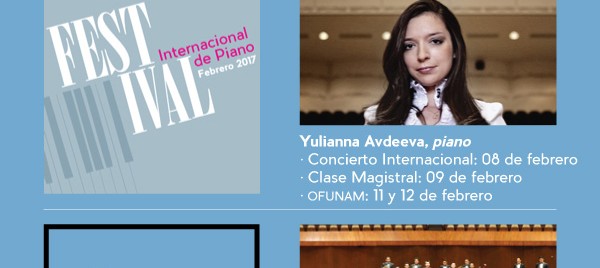 FEST
IVAL
Internacional
de Piano
Febrero 2017
Yulianna Avdeeva, piano
· Concierto Internacional: 08 de febrero
· Clase Magistral: 09 de febrero
· OFUNAM: 11 y 12 de febrero